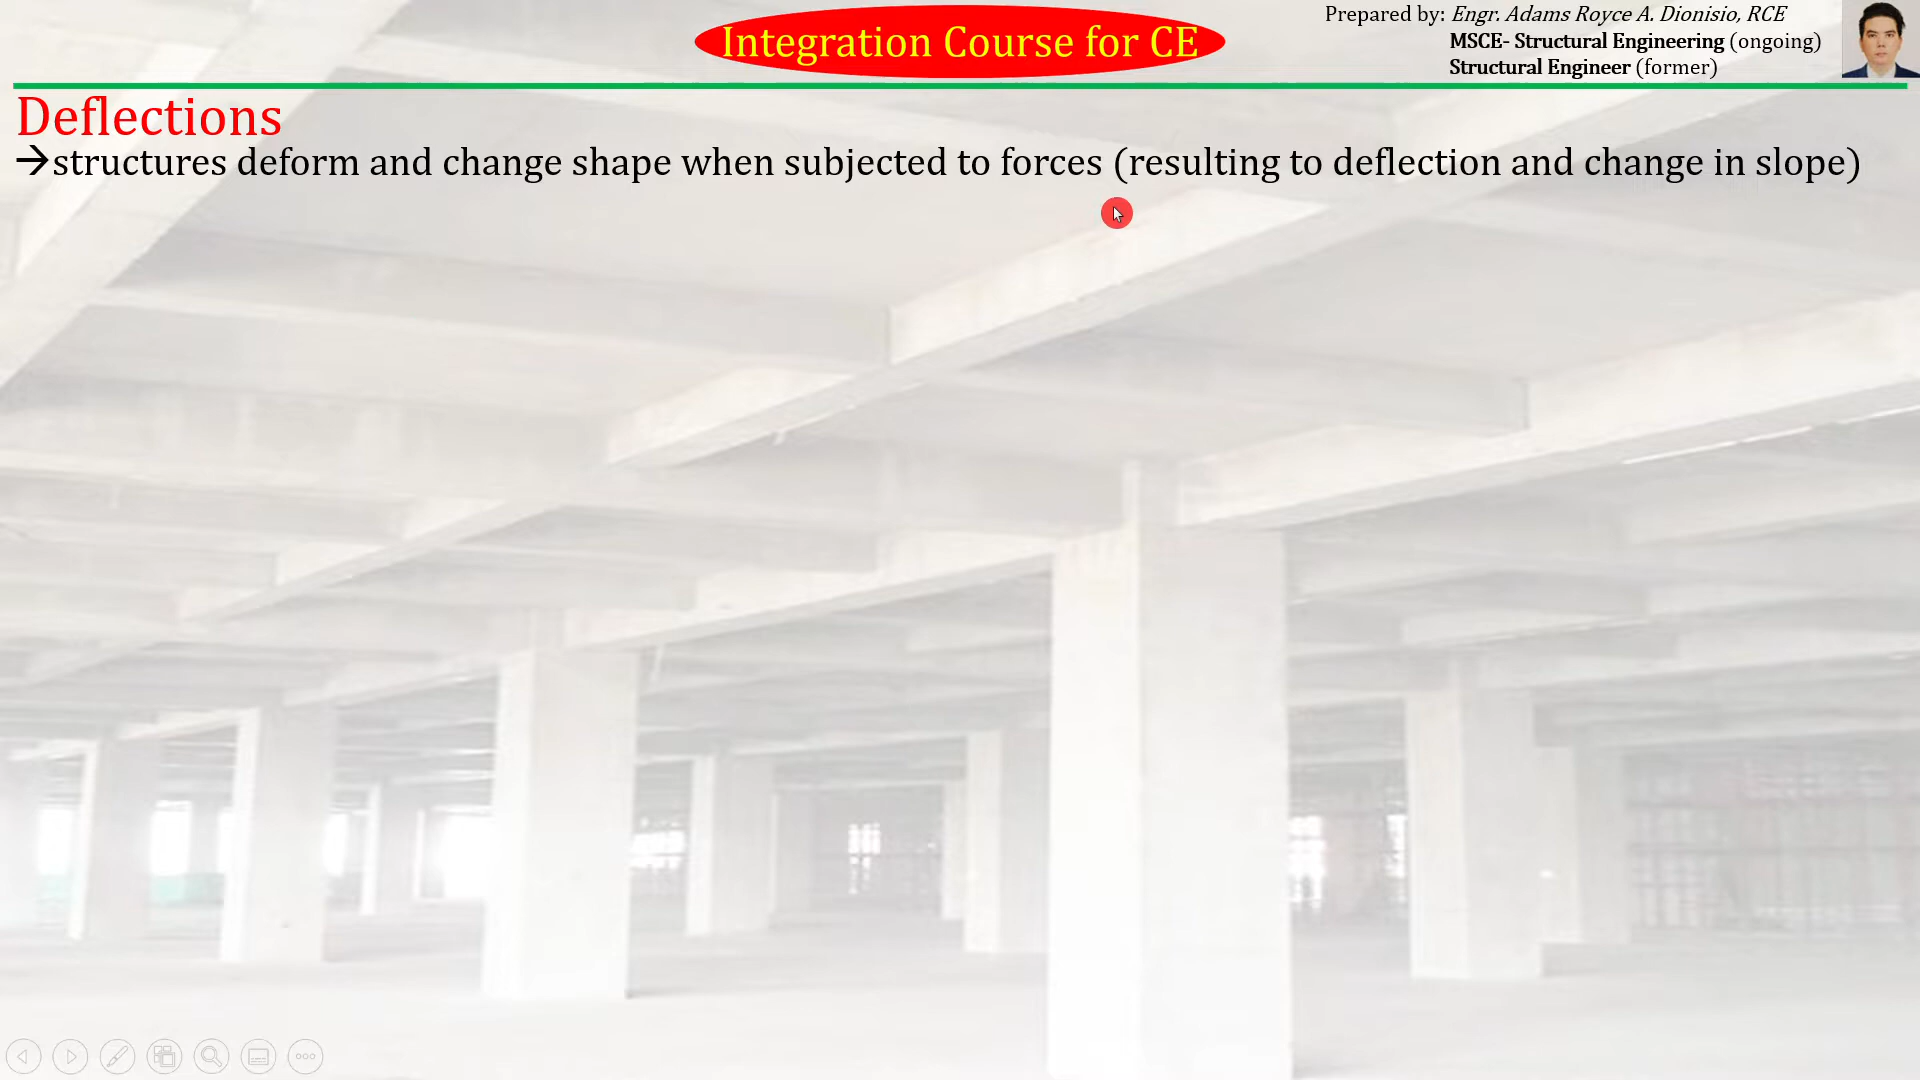 Integration Course for CE
Prepared by: Engr. Adams Royce A. Dionisio, RCE
MSCE- Structural Engineering (ongoing)
Structural Engineer (former)
Deflections
→structures deform and change shape when subjected to forces (resulting to deflection and change in slope)